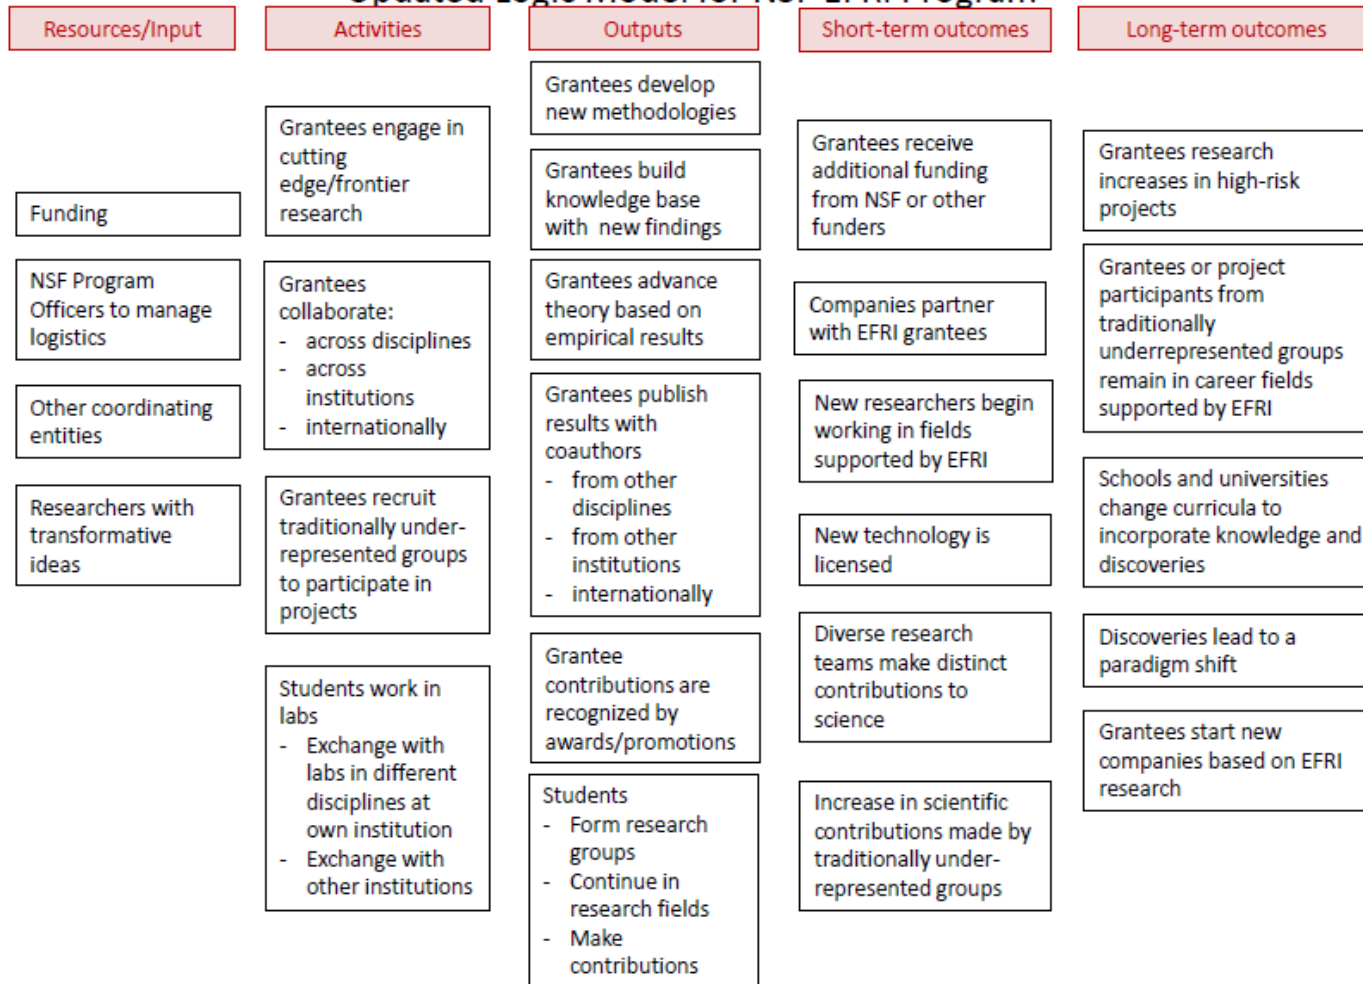 Updated Logic Model for NSF EFRI Program
Resources/Input
Activities
Outputs
Short-term outcomes
Long-term outcomes
Funding
NSF Program
Officers to manage
logistics
Other coordinating
entities
Researchers with
transformative
ideas
Grantees engage in
cutting
edge/frontier
research
Grantees
collaborate:
- across disciplines
- across
institutions
- internationally
Grantees recruit
traditionally under-
represented groups
to participate in
projects
Students work in
labs
- Exchange with
labs in different
disciplines at
own institution
- Exchange with
other institutions
Grantees develop
new methodologies
Grantees build
knowledge base
with new findings
Grantees advance
theory based on
empirical results
Grantees publish
results with
coauthors
- from other
disciplines
- from other
institutions
- internationally
Grantee
contributions are
recognized by
awards/promotions
Students
- Form research
groups
- Continue in
research fields
- Make
contributions
Grantees receive
additional funding
from NSF or other
funders
Companies partner
with EFRI grantees
New researchers begin
working in fields
supported by EFRI
New technology is
licensed
Diverse research
teams make distinct
contributions to
science
Increase in scientific
contributions made by
traditionally under-
represented groups
Grantees research
increases in high-risk
projects
Grantees or project
participants from
traditionally
underrepresented groups
remain in career fields
supported by EFRI
Schools and universities
change curricula to
incorporate knowledge and
discoveries
Discoveries lead to a
paradigm shift
Grantees start new
companies based on EFRI
research